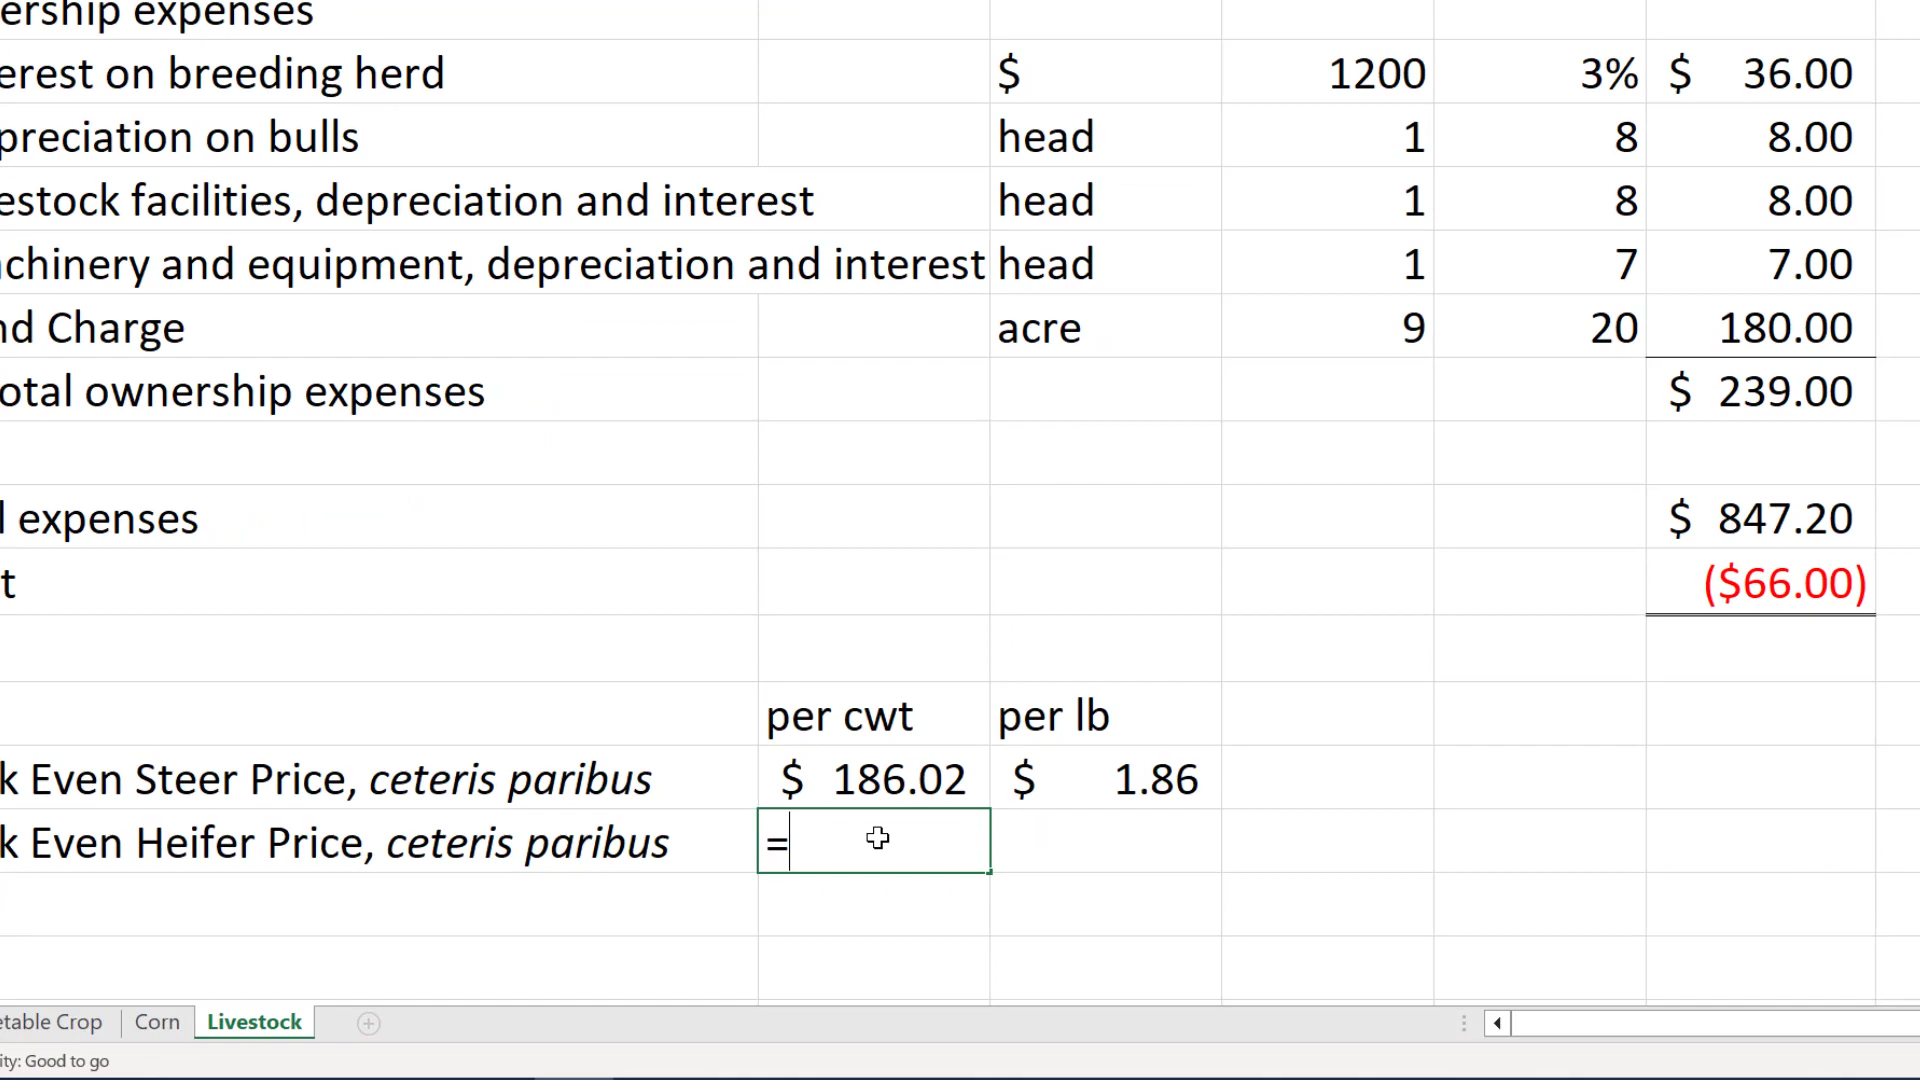 ership expenses
erest on breeding herd $ 1200 3% $ 36.00
preciation on bulls head 1 8 8.00
estock facilities, depreciation and interest head 1 8 8.00
chinery and equipment, depreciation and interest head 1 7 7.00
nd Charge acre 9 20 180.00
otal ownership expenses $ 239.00
l expenses $ 847.20
t ($66.00)
per cwt per lb
k Even Steer Price, ceteris paribus $ 186.02 $ 1.86
k Even Heifer Price, ceteris paribus =
etable Crop Corn Livestock
ity: Good to go